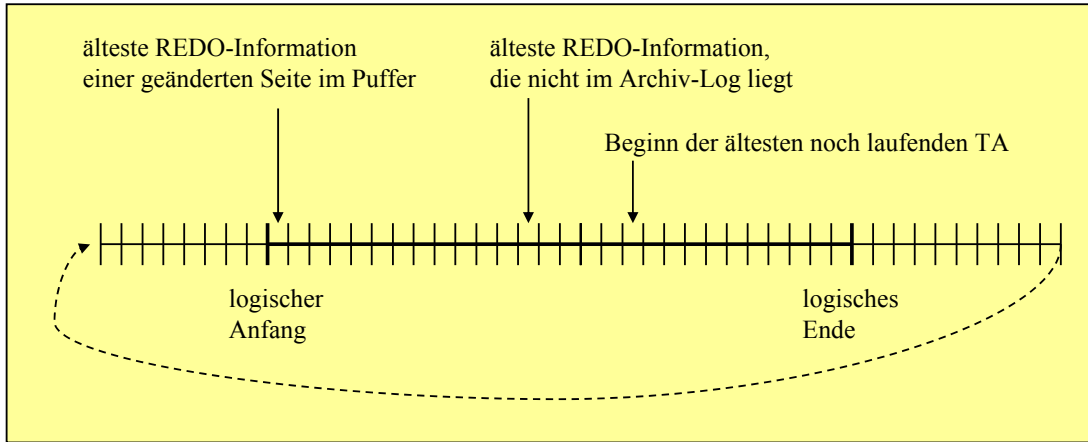 älteste REDO-Information
einer geänderten Seite im Puffer
älteste REDO-Information,
die nicht im Archiv-Log liegt
Beginn der ältesten noch laufenden TA
logischer
Anfang
logisches
Ende